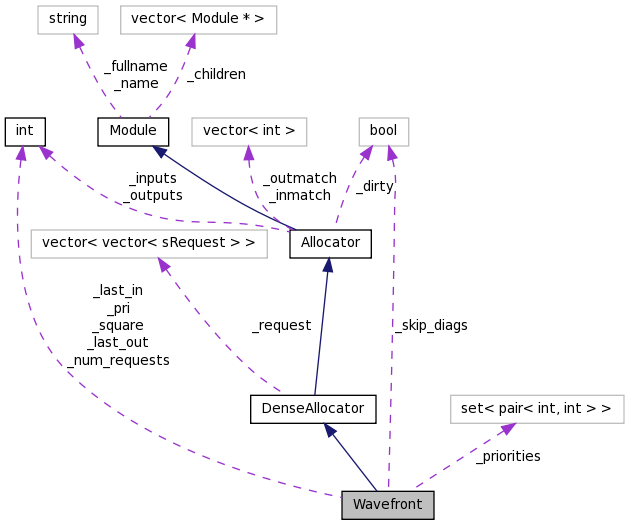 string
vector< Module * >
_fullname
_name
_children
int
Module
vector< int >
bool
_inputs
_outputs
_outmatch
_inmatch
_dirty
vector< vector< sRequest > >
Allocator
_last_in
_pri
_square
_last_out
_num_requests
_request
_skip_diags
DenseAllocator
set< pair< int, int > >
_priorities
Wavefront